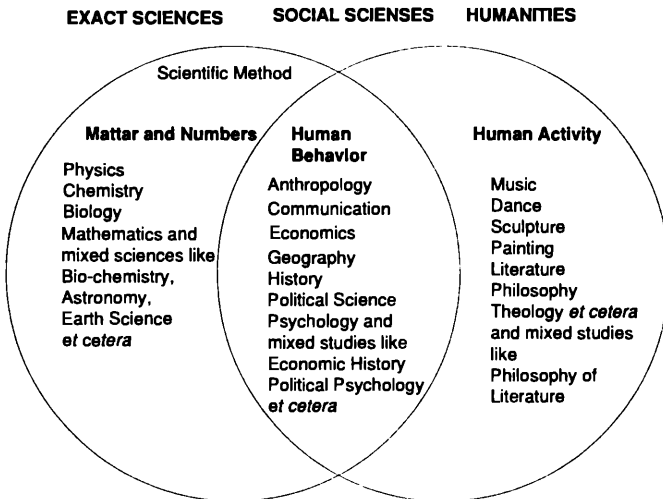 EXACT SCIENCES SOCIAL SCIENSES HUMANITIES
Scientific Method
Mattar and Numbers
Physics
Chemistry
Biology
Mathematics and
mixed sciences like
Bio-chemistry,
Astronomy,
Earth Science
et cetera
Human
Behavlor
Anthropology
Communication
Economics
Geography
History
Political Science
Psychology and
mixed studies like
Economic History
Political Psychology
et cetera
Human Activity
Music
Dance
Sculpture
Painting
Literature
Philosophy
Theology et cetera
and mixed studies
like
Philosophy of
Literature